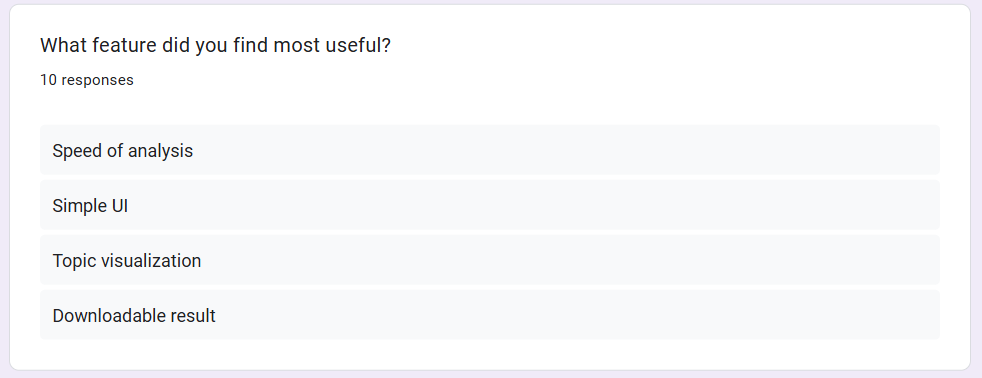 What feature did you find most useful?
10 responses
Speed of analysis
Simple UI
Topic visualization
Downloadable result